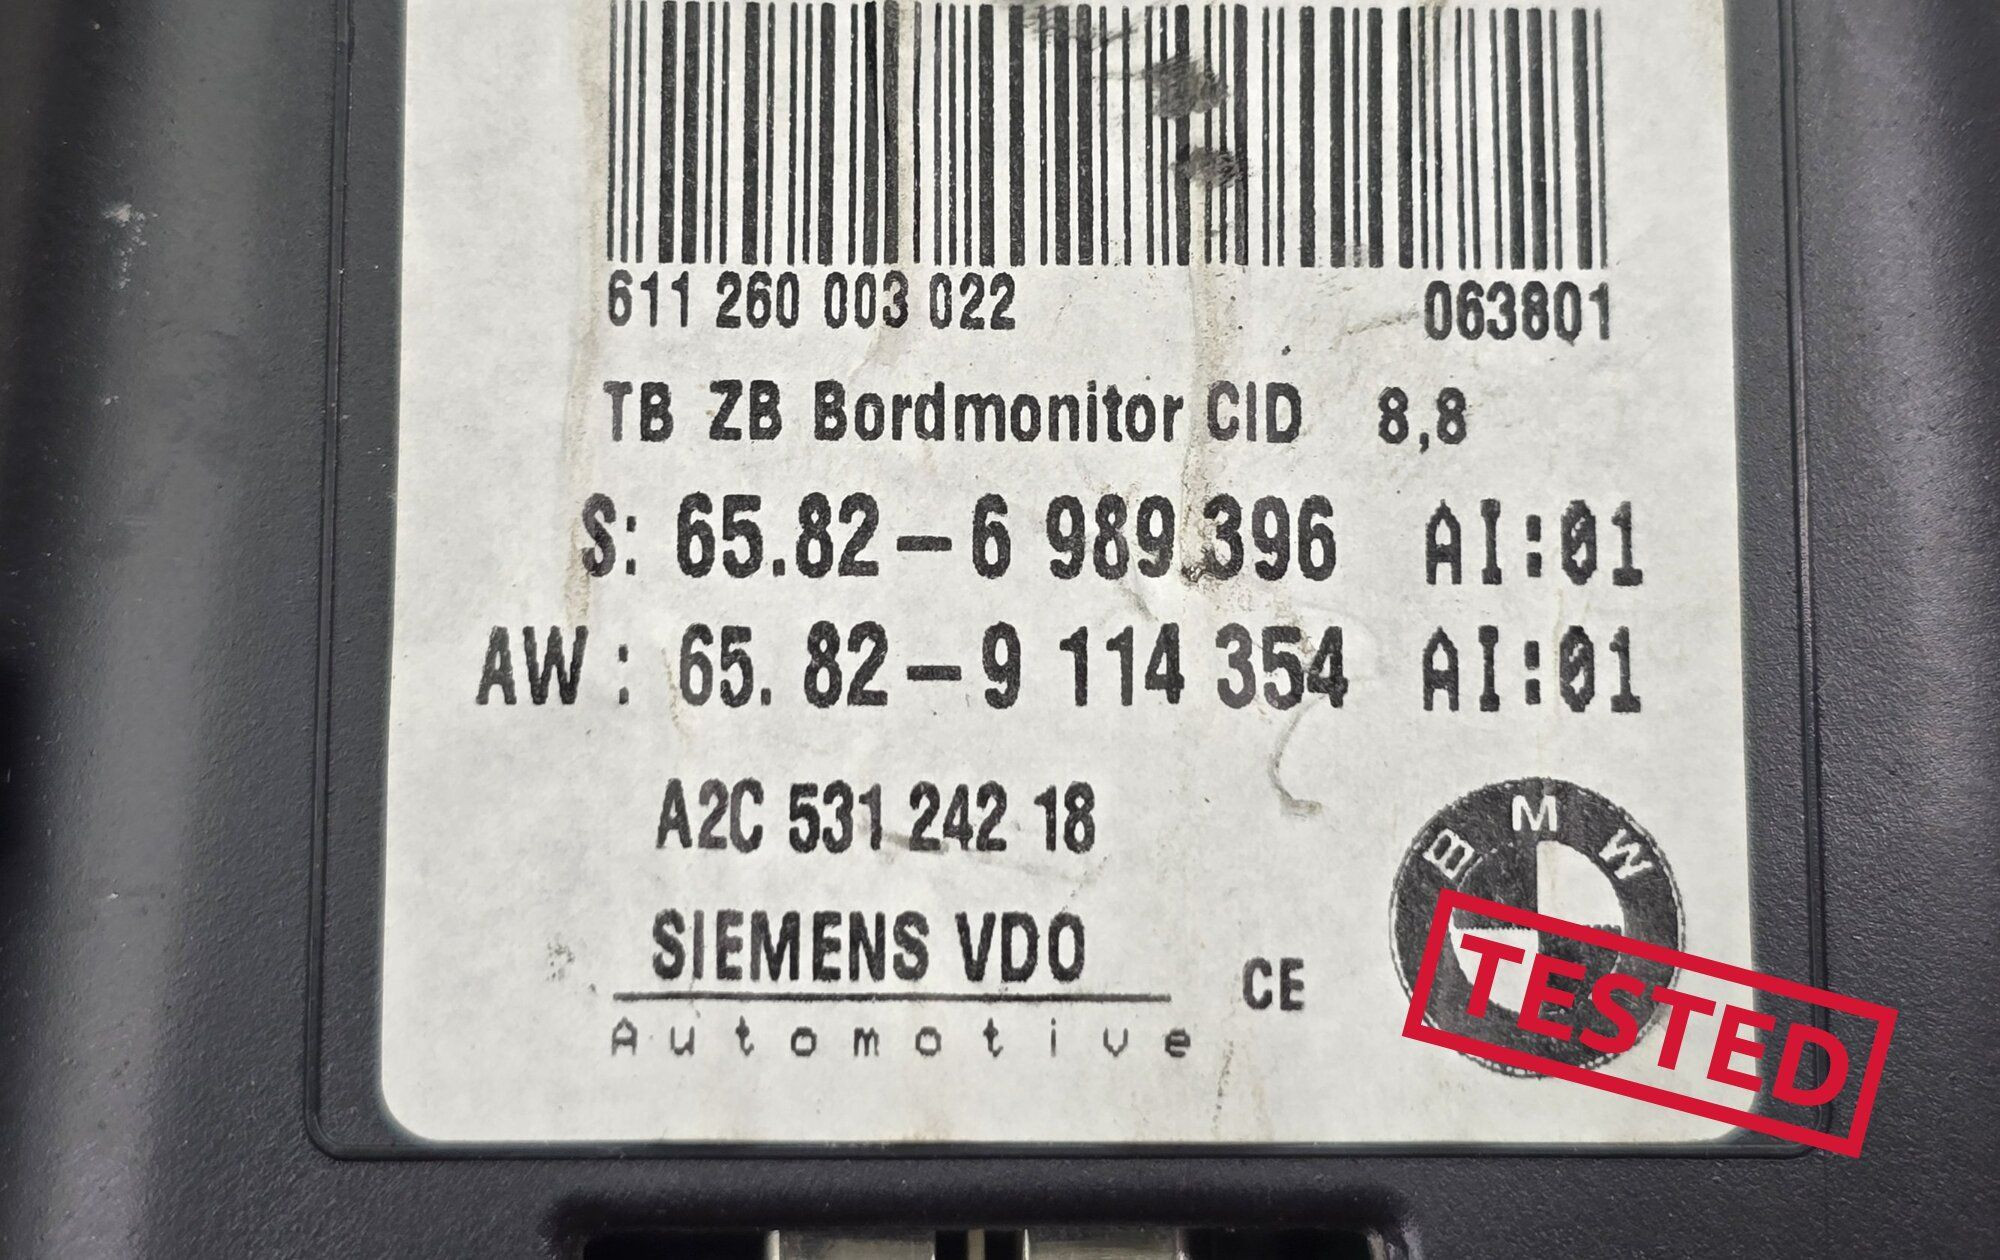 611 260 003 022 063801
TB ZB Bordmonitor CID 8,8
S: 65.82-6 989 396 AI:01
AW: 65.82-9 114 354 AI:01
A2C 531 242 18
SIEMENS VDO
Automotive
CE
BMW
TESTED